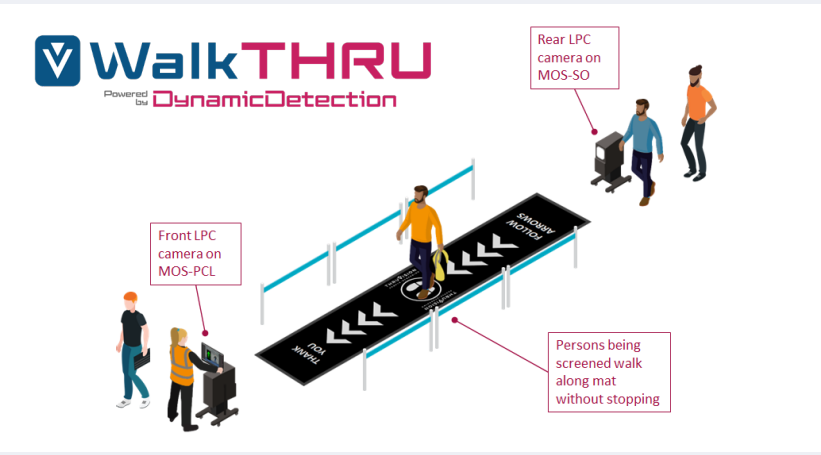 WalkTHRU
Powered
by
DynamicDetection
Rear LPC
camera on
MOS-SO
Front LPC
camera on
MOS-PCL
FOLLOW
ARROWS
THANK
YOU
Persons being
screened walk
along mat
without stopping